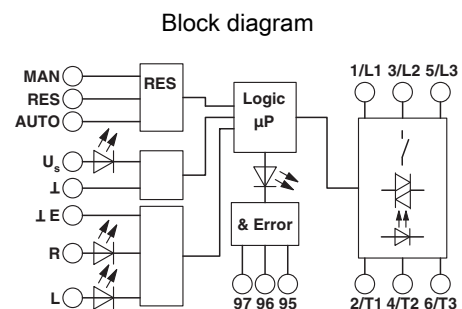 Block diagram
1/L1 3/L2 5/L3
MAN
RES
AUTO
RES
Logic
µP
Us
⊥
⊥ E
R
L
& Error
97 96 95
2/T1 4/T2 6/T3